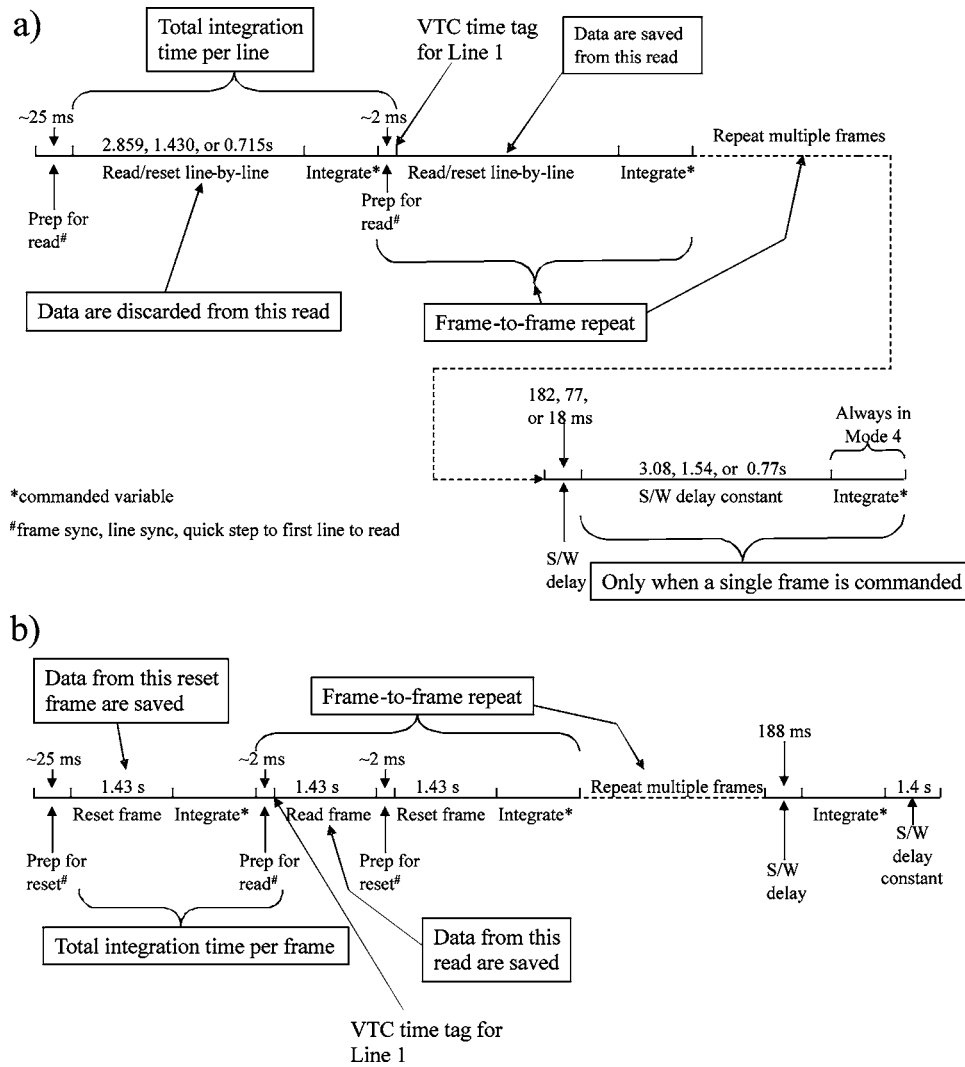 a)
Total integration
time per line
VTC time tag
for Line 1
Data are saved
from this read
~25 ms
~2 ms
2.859, 1.430, or 0.715s
Repeat multiple frames
Read/reset line-by-line
Integrate*
Read/reset line-by-line
Integrate*
Prep for
read#
Prep for
read#
Data are discarded from this read
Frame-to-frame repeat
182, 77,
or 18 ms
Always in
Mode 4
3.08, 1.54, or 0.77s
S/W delay constant
Integrate*
*commanded variable
#frame sync, line sync, quick step to first line to read
S/W
delay
Only when a single frame is commanded
b)
Data from this reset
frame are saved
Frame-to-frame repeat
188 ms
~25 ms
~2 ms
~2 ms
1.43 s
1.43 s
1.43 s
Repeat multiple frames
1.4 s
Reset frame
Integrate*
Read frame
Reset frame
Integrate*
Integrate*
Prep for
reset#
Prep for
read#
Prep for
reset#
S/W
delay
S/W
delay
constant
Total integration time per frame
Data from this
read are saved
VTC time tag for
Line 1